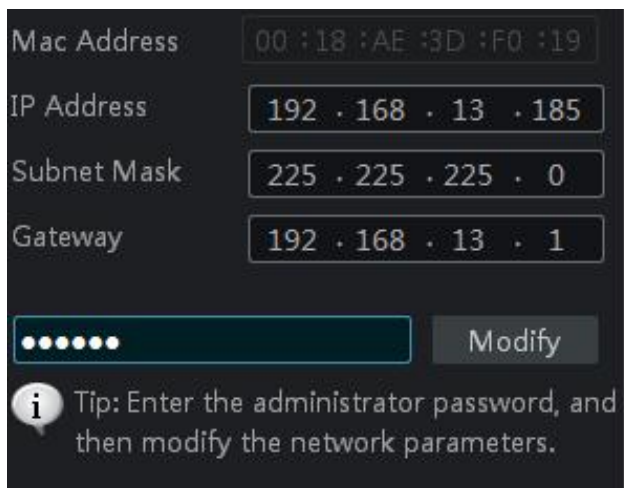 Mac Address 00 : 18 : AE : 3D : F0 : 19
IP Address 192 . 168 . 13 . 185
Subnet Mask 225 . 225 . 225 . 0
Gateway 192 . 168 . 13 . 1
●●●●●● Modify
i Tip: Enter the administrator password, and
then modify the network parameters.